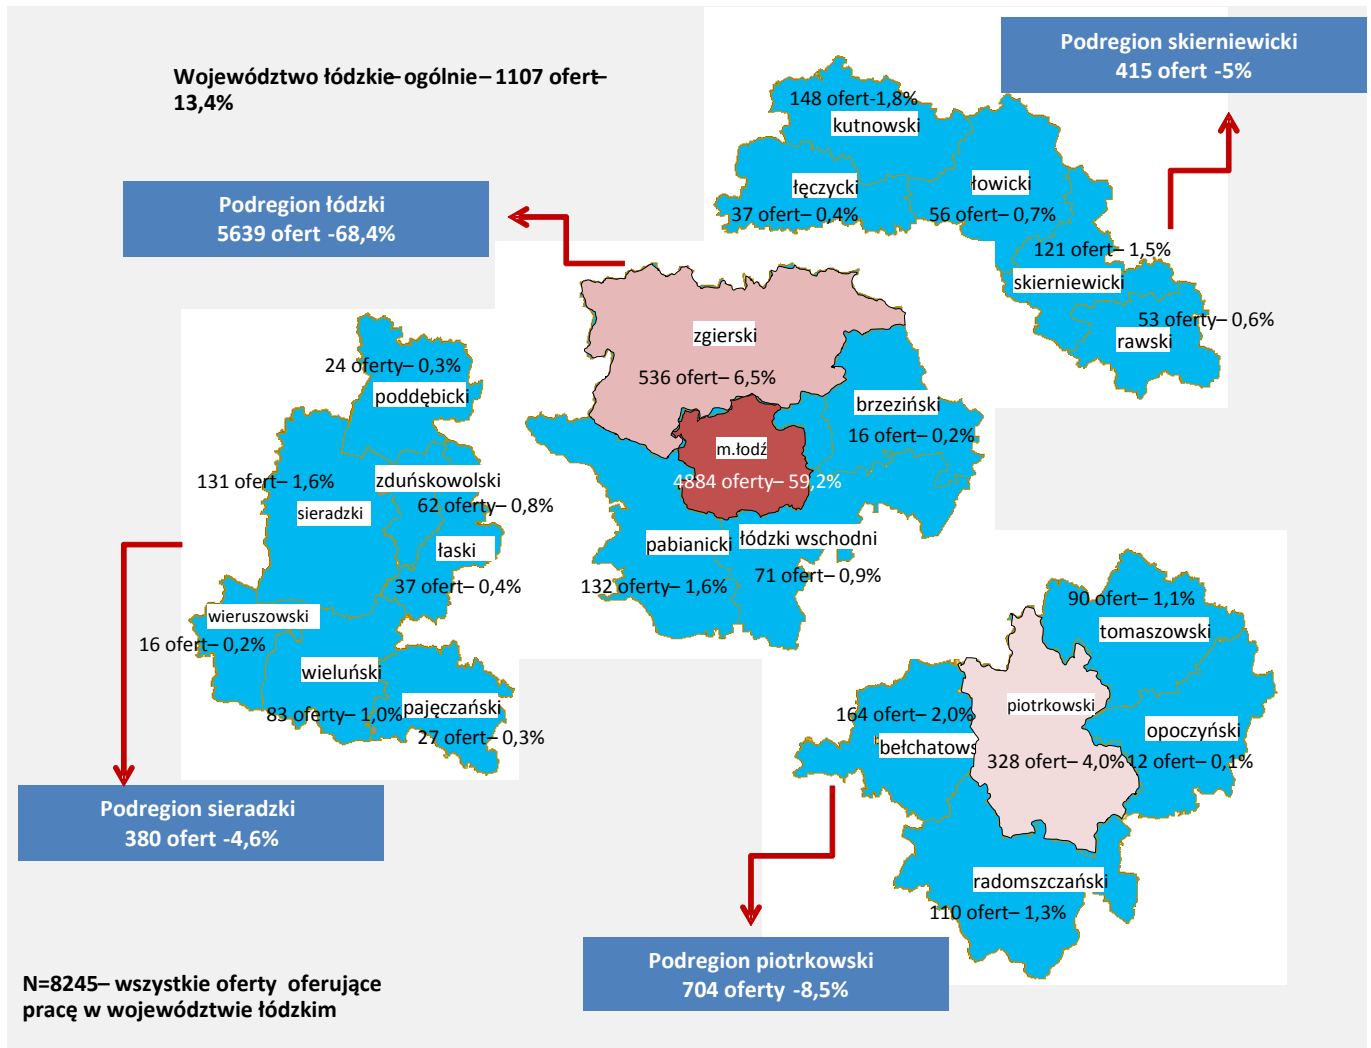 Podregion skierniewicki
415 ofert -5%
Województwo łódzkie– ogólnie – 1107 ofert–
13,4%
148 ofert-1,8%
kutnowski
łęczycki
37 ofert– 0,4%
łowicki
56 ofert– 0,7%
121 ofert– 1,5%
skierniewicki
53 oferty– 0,6%
rawski
Podregion łódzki
5639 ofert -68,4%
zgierski
536 ofert– 6,5%
brzeziński
16 ofert– 0,2%
m.łodź
4884 oferty– 59,2%
pabianicki
132 oferty– 1,6%
łódzki wschodni
71 ofert– 0,9%
24 oferty– 0,3%
poddębicki
131 ofert– 1,6%
sieradzki
zduńskowolski
62 oferty– 0,8%
łaski
37 ofert– 0,4%
wieruszowski
16 ofert– 0,2%
wieluński
83 oferty– 1,0%
pajęczański
27 ofert– 0,3%
Podregion sieradzki
380 ofert -4,6%
90 ofert– 1,1%
tomaszowski
piotrkowski
328 ofert– 4,0%
164 ofert– 2,0%
bełchatows
opoczyński
12 ofert– 0,1%
radomszczański
110 ofert– 1,3%
Podregion piotrkowski
704 oferty -8,5%
N=8245– wszystkie oferty oferujące
pracę w województwie łódzkim